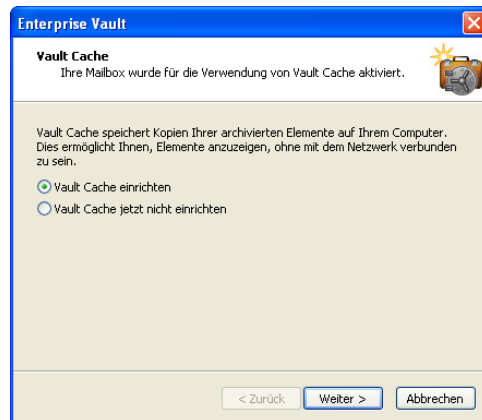 Enterprise Vault
Vault Cache
Ihre Mailbox wurde für die Verwendung von Vault Cache aktiviert.
Vault Cache speichert Kopien Ihrer archivierten Elemente auf Ihrem Computer.
Dies ermöglicht Ihnen, Elemente anzuzeigen, ohne mit dem Netzwerk verbunden
zu sein.
Vault Cache einrichten
Vault Cache jetzt nicht einrichten
< Zurück
Weiter >
Abbrechen